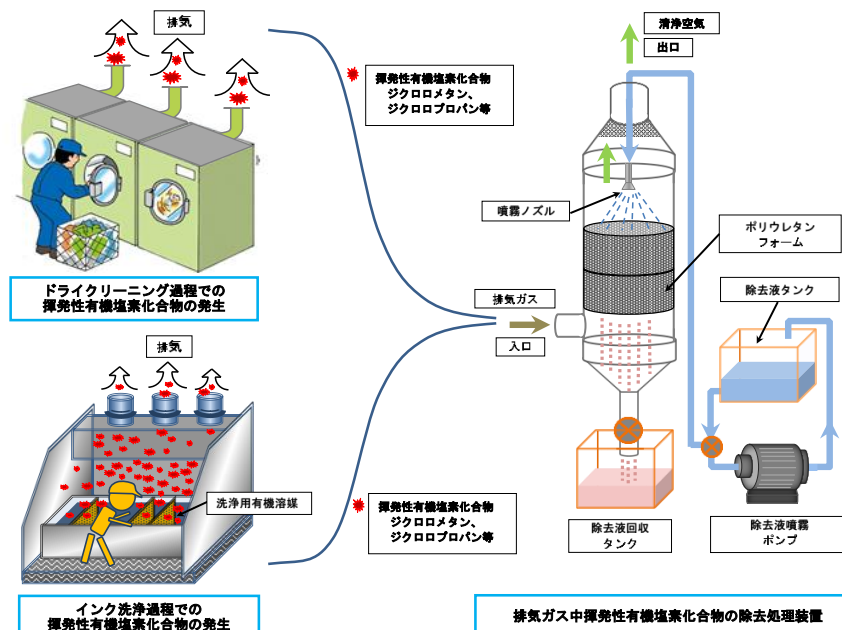 排気
揮発性有機塩素化合物
ジクロロメタン、
ジクロロプロパン等
ドライクリーニング過程での
揮発性有機塩素化合物の発生
排気
洗浄用有機溶媒
揮発性有機塩素化合物
ジクロロメタン、
ジクロロプロパン等
インク洗浄過程での
揮発性有機塩素化合物の発生
清浄空気
出口
噴霧ノズル
ポリウレタン
フォーム
排気ガス
入口
除去液タンク
除去液回収
タンク
除去液噴霧
ポンプ
排気ガス中揮発性有機塩素化合物の除去処理装置